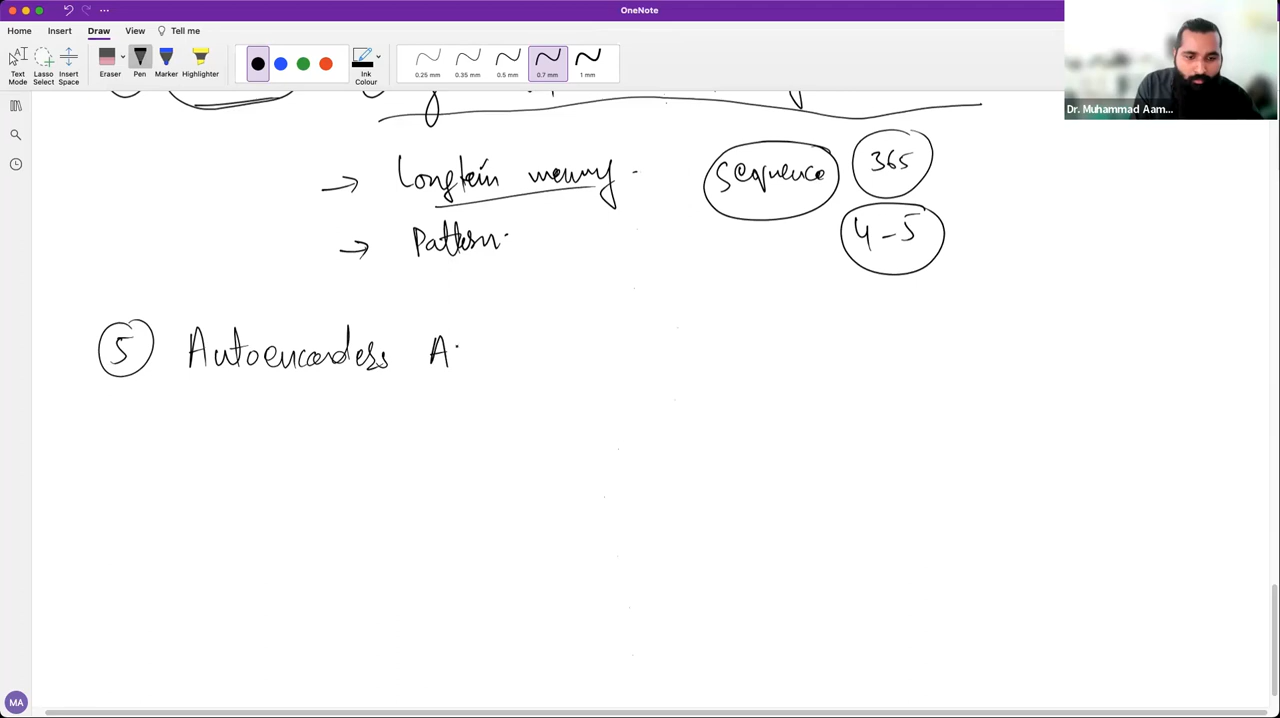 OneNote
Home Insert Draw View Tell me
Text Mode Lasso Select Insert Space Eraser Pen Marker Highlighter Ink Colour 0.25 mm 0.35 mm 0.5 mm 0.7 mm 1 mm
Dr. Muhammad Aam...
→ Longterm memory. Sequence 365
→ Pattern. 4-5
5 Autoencoders A
MA